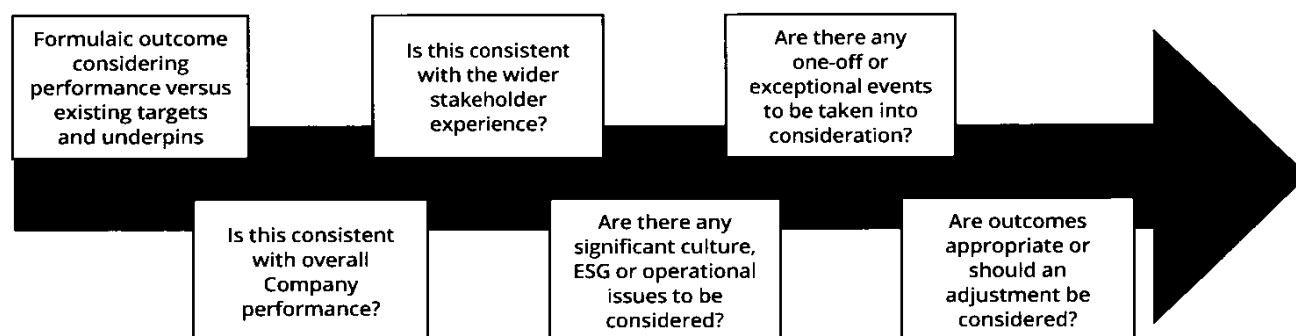 Formulaic outcome
considering
performance versus
existing targets
and underpins
Is this consistent
with overall
Company
performance?
Is this consistent
with the wider
stakeholder
experience?
Are there any
significant culture,
ESG or operational
issues to be
considered?
Are there any
one-off or
exceptional events
to be taken into
consideration?
Are outcomes
appropriate or
should an
adjustment be
considered?